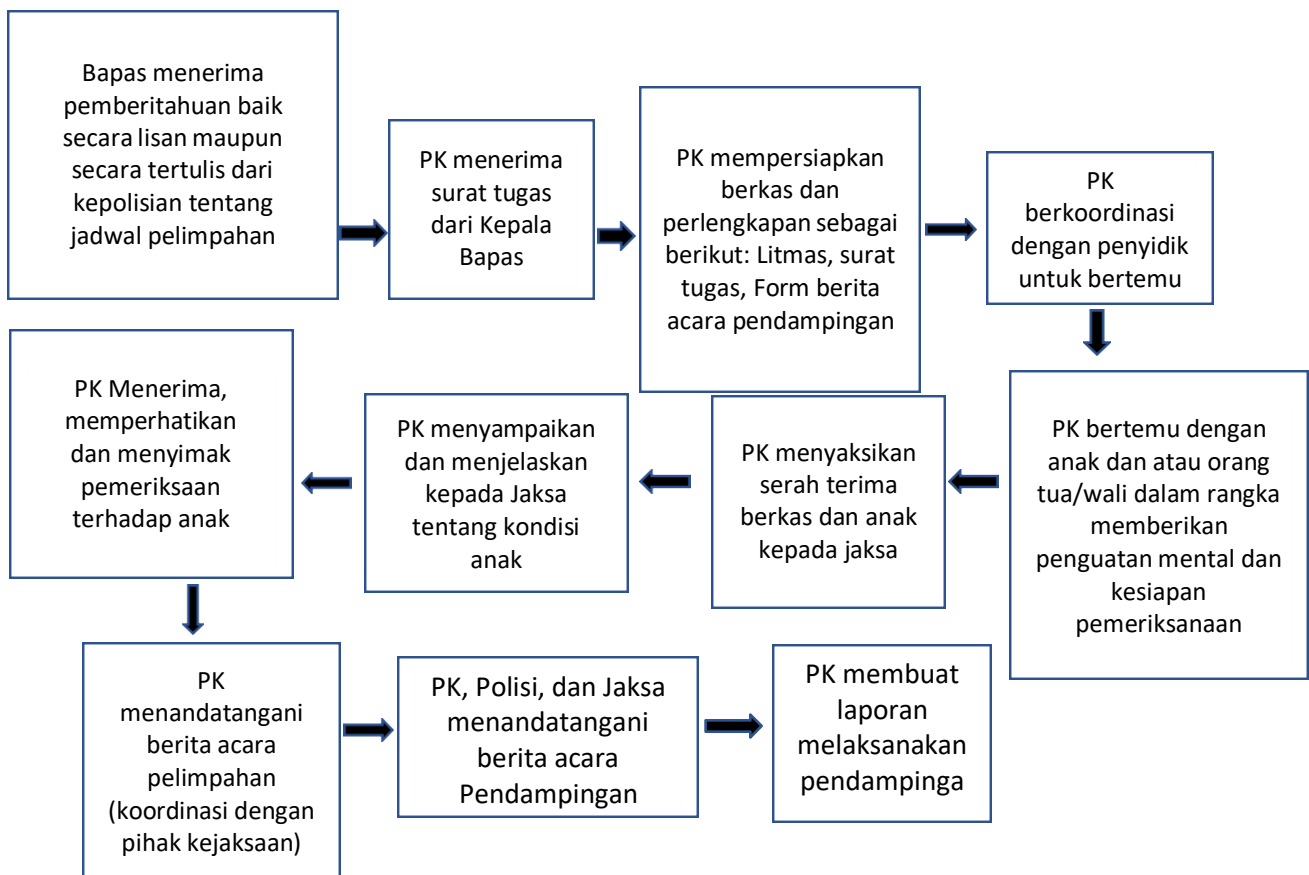 Bapas menerima
pemberitahuan baik
secara lisan maupun
secara tertulis dari
kepolisian tentang
jadwal pelimpahan
PK menerima
surat tugas
dari Kepala
Bapas
PK mempersiapkan
berkas dan
perlengkapan sebagai
berikut: Litmas, surat
tugas, Form berita
acara pendampingan
PK
berkoordinasi
dengan penyidik
untuk bertemu
PK bertemu dengan
anak dan atau orang
tua/wali dalam rangka
memberikan
penguatan mental dan
kesiapan
pemeriksanaan
PK menyaksikan
serah terima
berkas dan anak
kepada jaksa
PK menyampaikan
dan menjelaskan
kepada Jaksa
tentang kondisi
anak
PK Menerima,
memperhatikan
dan menyimak
pemeriksaan
terhadap anak
PK
menandatangani
berita acara
pelimpahan
(koordinasi dengan
pihak kejaksaan)
PK, Polisi, dan Jaksa
menandatangani
berita acara
Pendampingan
PK membuat
laporan
melaksanakan
pendampinga